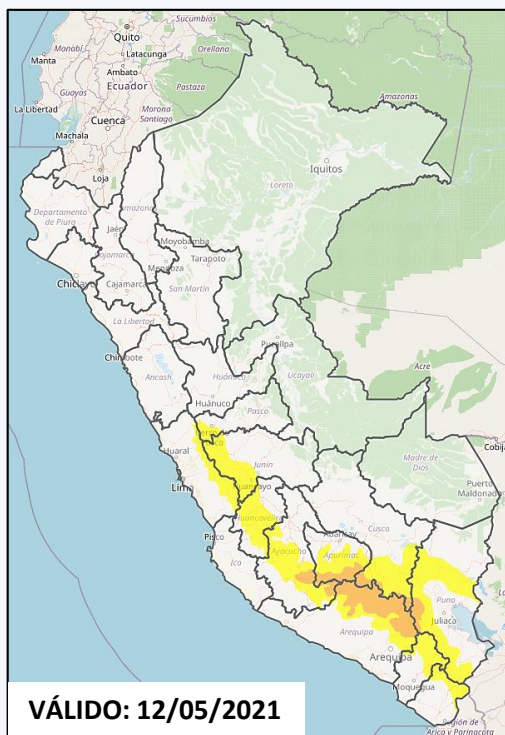 Sucumbíos
Quito
Manabí
Orellana
Manta
Latacunga
Ambato
Ecuador
Guayas
Pastaza
Morona
Santiago
La Libertad
Amazonas
Cuenca
Machala
Loja
Iquitos
Loreto
Departamento
de Piura
Jaén
Moyobamba
Tarapoto
Chiclayo
Cajamarca
San Martín
La Libertad
Pucallpa
Chimbote
Acre
Ancash
Huánuco
Ucayali
Huánuco
Pasco
Huaral
Junín
Cobija
Madre de
Dios
Lima
Huancayo
Puerto
Maldonado
Huancavelica
Pisco
Ayacucho
Abancay
Cusco
Ica
Apurímac
Puno
Juliaca
Arequipa
Arequipa
Moquegua
Región de
Arica y Parinacota
VÁLIDO: 12/05/2021